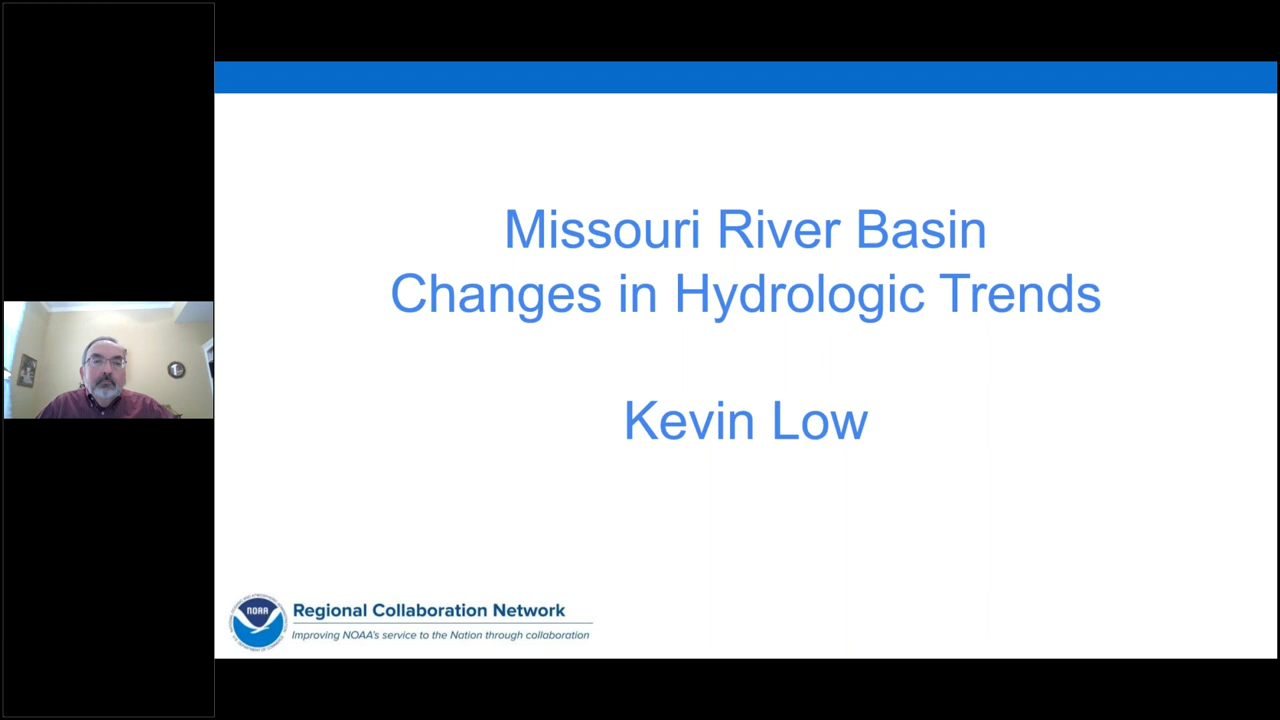 Missouri River Basin
Changes in Hydrologic Trends
Kevin Low
NOAA
Regional Collaboration Network
Improving NOAA's service to the Nation through collaboration